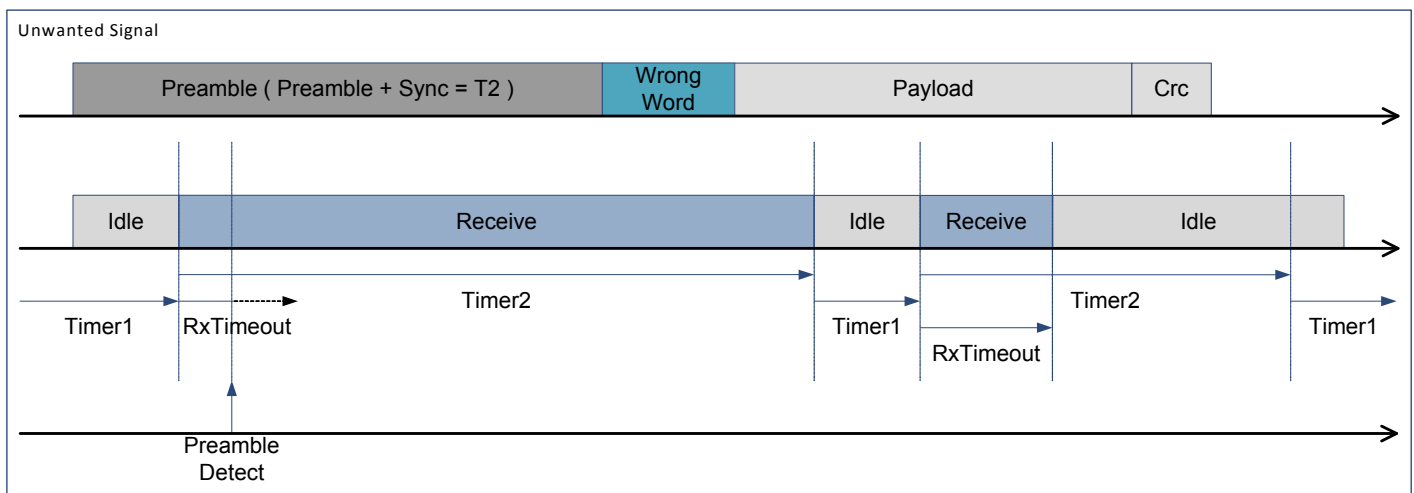 Unwanted Signal
Preamble ( Preamble + Sync = T2 )
Wrong
Word
Payload
Crc
Idle
Receive
Idle
Receive
Idle
Timer2
Timer2
Timer1
RxTimeout
Timer1
Timer1
RxTimeout
Preamble
Detect